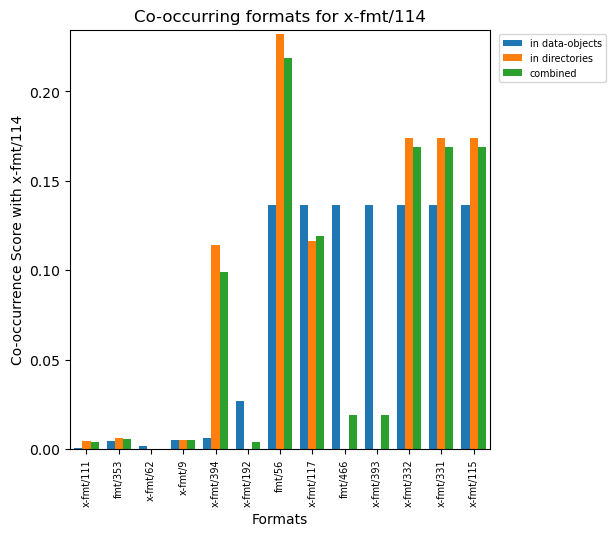 Co-occurring formats for x-fmt/114
in data-objects
in directories
combined
Co-occurrence Score with x-fmt/114
0.20
0.15
0.10
0.05
0.00
x-fmt/111
fmt/353
x-fmt/62
x-fmt/9
x-fmt/394
x-fmt/192
fmt/56
x-fmt/117
fmt/466
x-fmt/393
x-fmt/332
x-fmt/331
x-fmt/115
Formats